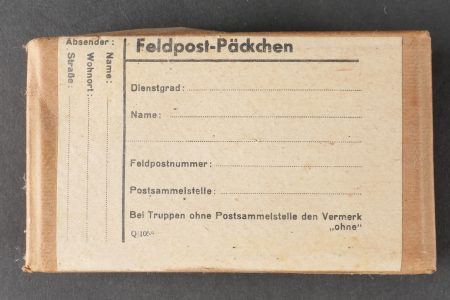 Absender:
Name:
Wohnort:
Straße:
Feldpost-Päckchen
Dienstgrad:
Name:
Feldpostnummer:
Postsammelstelle:
Bei Truppen ohne Postsammelstelle den Vermerk
„ohne“